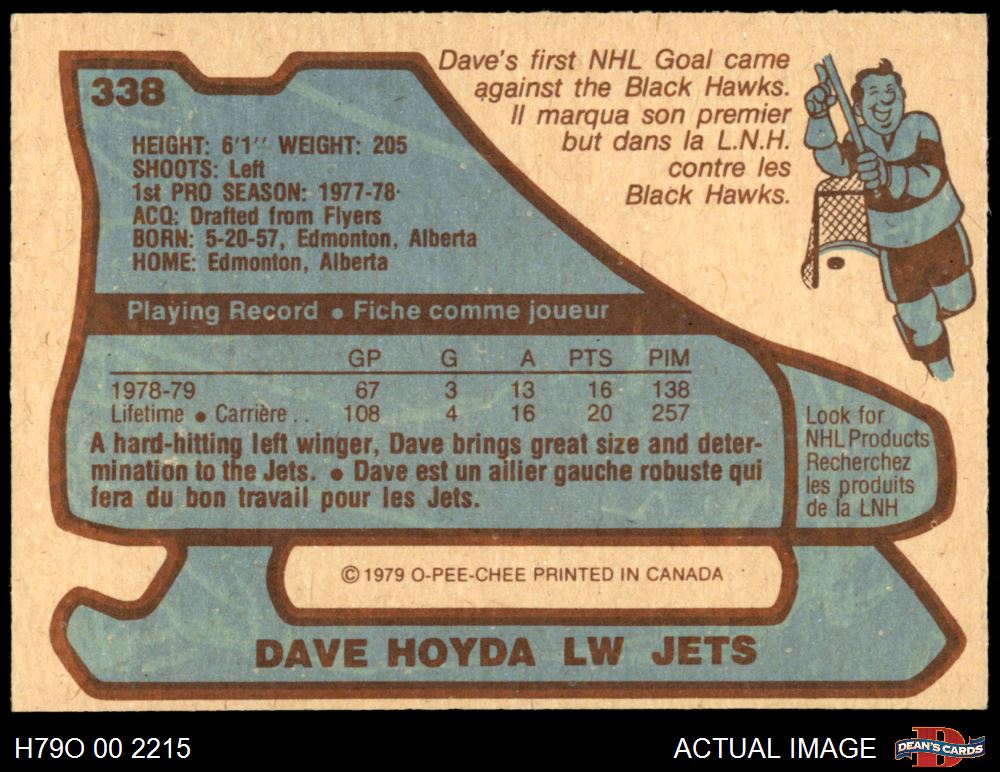 338
Dave's first NHL Goal came
against the Black Hawks.
Il marqua son premier
but dans la L.N.H.
contre les
Black Hawks.
HEIGHT: 6'1'' WEIGHT: 205
SHOOTS: Left
1st PRO SEASON: 1977-78
ACQ: Drafted from Flyers
BORN: 5-20-57, Edmonton, Alberta
HOME: Edmonton, Alberta
Playing Record • Fiche comme joueur
GP G A PTS PIM
1978-79 67 3 13 16 138
Lifetime • Carrière . . 108 4 16 20 257
A hard-hitting left winger, Dave brings great size and deter-
mination to the Jets. • Dave est un ailier gauche robuste qui
fera du bon travail pour les Jets.
Look for
NHL Products
Recherchez
les produits
de la LNH
© 1979 O-PEE-CHEE PRINTED IN CANADA
DAVE HOYDA LW JETS
H79O 00 2215
ACTUAL IMAGE
D
DEAN'S CARDS